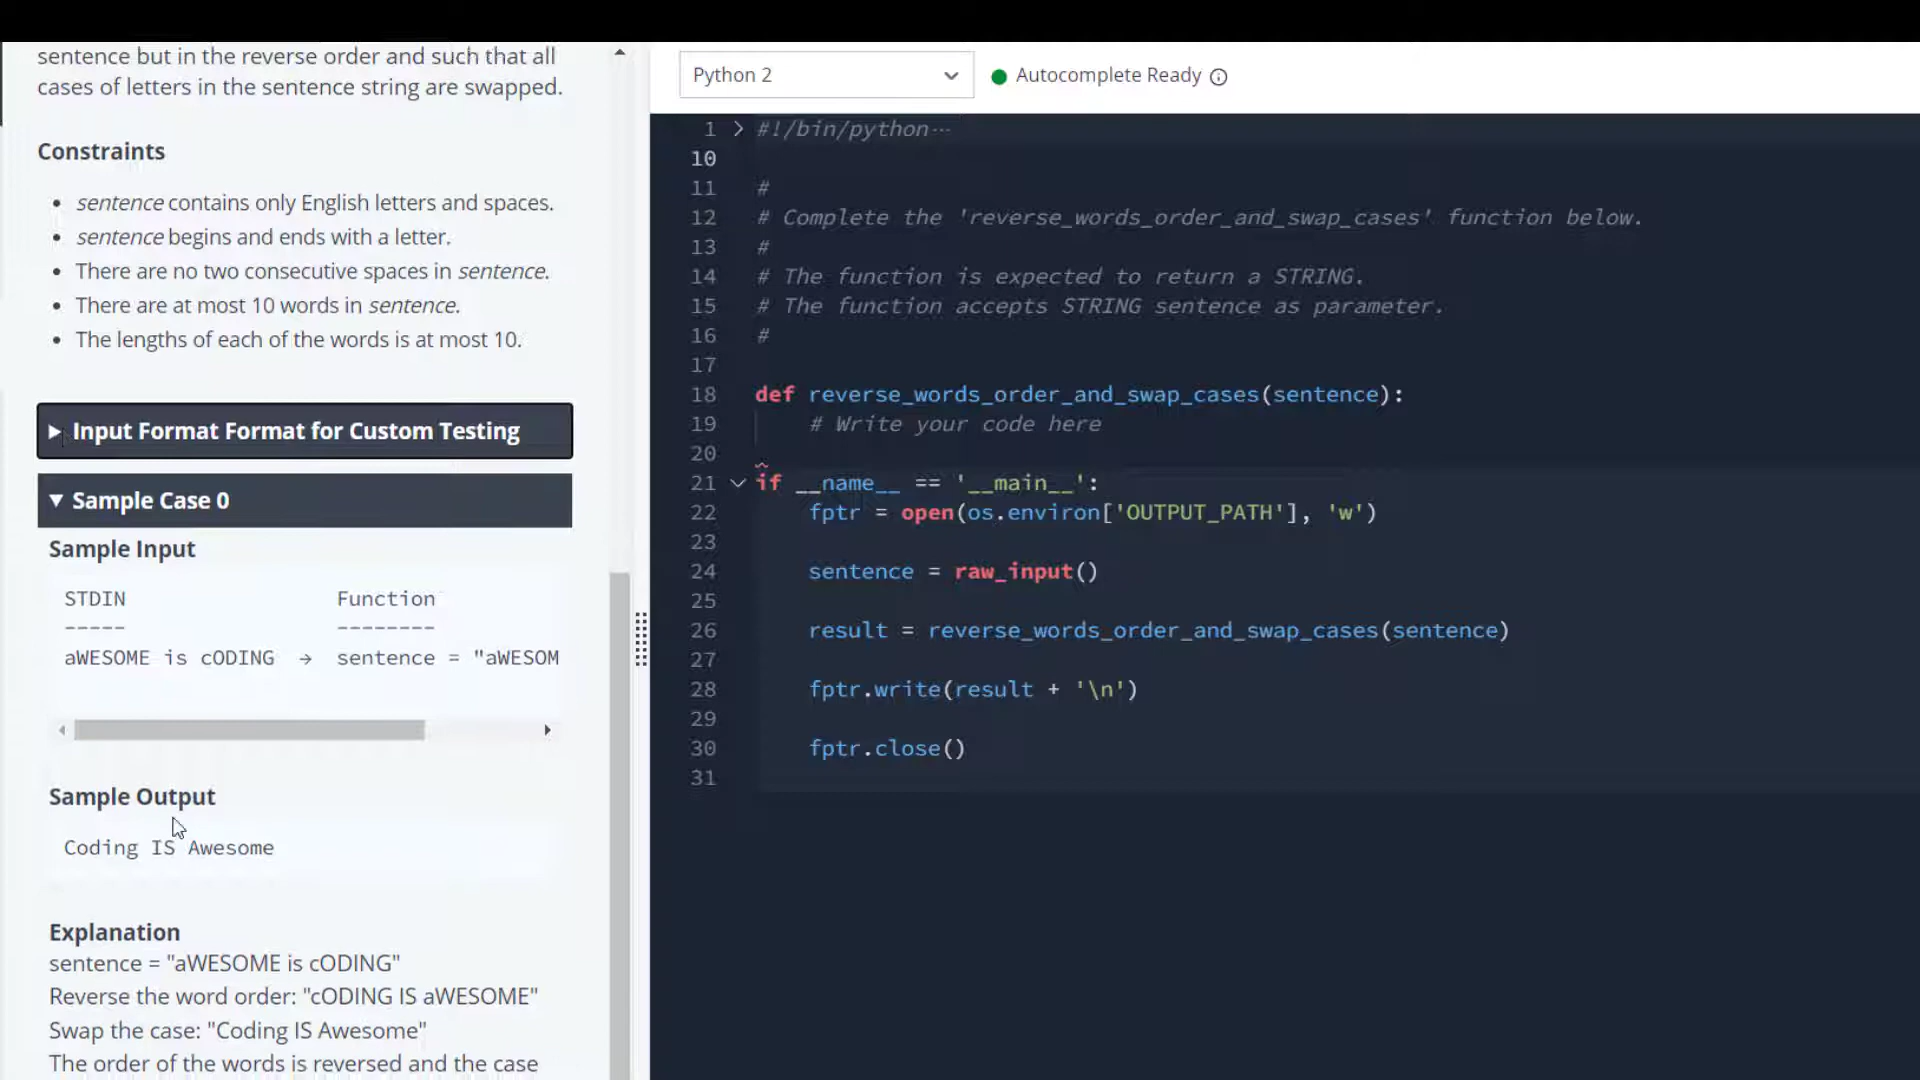 sentence but in the reverse order and such that all
cases of letters in the sentence string are swapped.
Constraints
sentence contains only English letters and spaces.
sentence begins and ends with a letter.
There are no two consecutive spaces in sentence.
There are at most 10 words in sentence.
The lengths of each of the words is at most 10.
Input Format Format for Custom Testing
Sample Case 0
Sample Input
STDIN Function
----- --------
aWESOME is cODING → sentence = "aWESOM
Sample Output
Coding IS Awesome
Explanation
sentence = "aWESOME is cODING"
Reverse the word order: "cODING IS aWESOME"
Swap the case: "Coding IS Awesome"
The order of the words is reversed and the case
Python 2
Autocomplete Ready
1 #!/bin/python…
10
11 #
12 # Complete the 'reverse_words_order_and_swap_cases' function below.
13 #
14 # The function is expected to return a STRING.
15 # The function accepts STRING sentence as parameter.
16 #
17
18 def reverse_words_order_and_swap_cases(sentence):
19 # Write your code here
20
21 if __name__ == '__main__':
22 fptr = open(os.environ['OUTPUT_PATH'], 'w')
23
24 sentence = raw_input()
25
26 result = reverse_words_order_and_swap_cases(sentence)
27
28 fptr.write(result + '\n')
29
30 fptr.close()
31